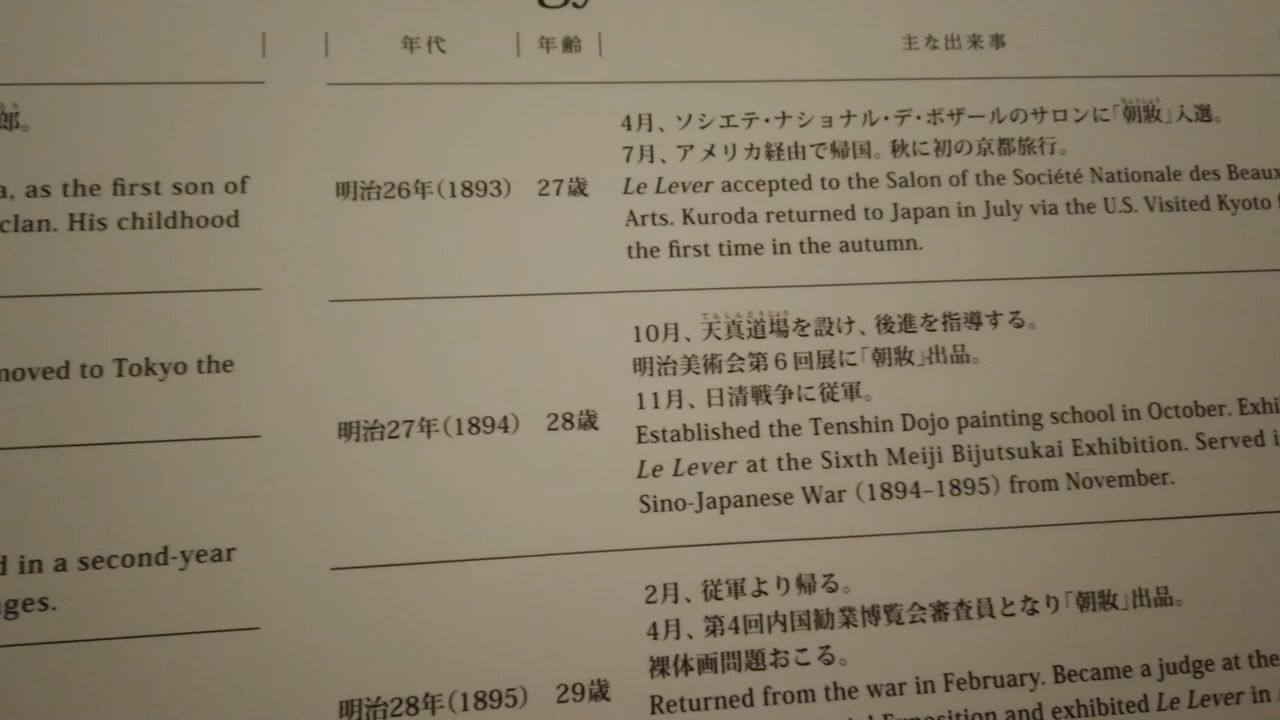 郎。
, as the first son of
clan. His childhood
moved to Tokyo the
in a second-year
年代 年齢 主な出来事
明治26年(1893) 27歳
4月、ソシエテ・ナショナル・デ・ボザールのサロンに「朝妝」入選。
7月、アメリカ経由で帰国。秋に初の京都旅行。
Le Lever accepted to the Salon of the Société Nationale des Beaux
Arts. Kuroda returned to Japan in July via the U.S. Visited Kyoto
the first time in the autumn.
明治27年(1894) 28歳
10月、天真道場を設け、後進を指導する。
明治美術会第6回展に「朝妝」出品。
11月、日清戦争に従軍。
Established the Tenshin Dojo painting school in October.
Le Lever at the Sixth Meiji Bijutsukai Exhibition. Served
Sino-Japanese War (1894–1895) from November.
明治28年(1895) 29歳
2月、従軍より帰る。
4月、第4回内国勧業博覧会審査員となり「朝妝」出品。
裸体画問題おこる。
Returned from the war in February. Became a judge at the
and exhibited Le Lever in